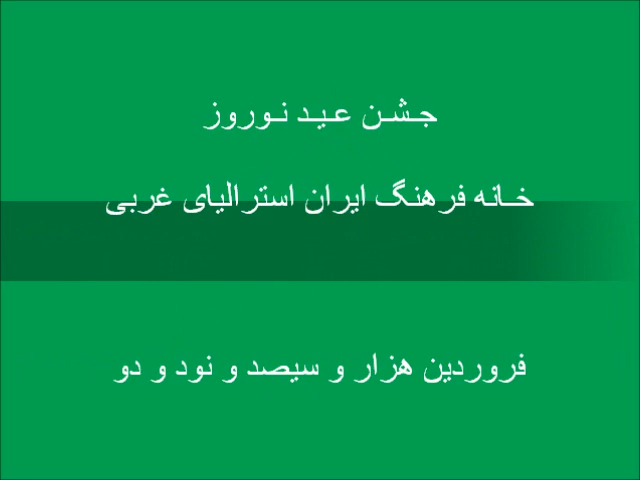 جشن عید نوروز
خانه فرهنگ ایران استرالیای غربی
فروردین هزار و سیصد و نود و دو